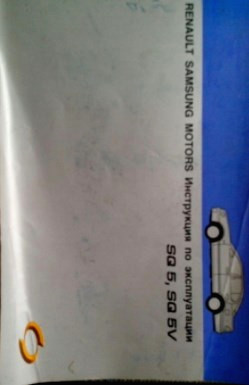 RENAULT SAMSUNG MOTORS Инструкция по эксплуатации
SQ 5, SQ 5V